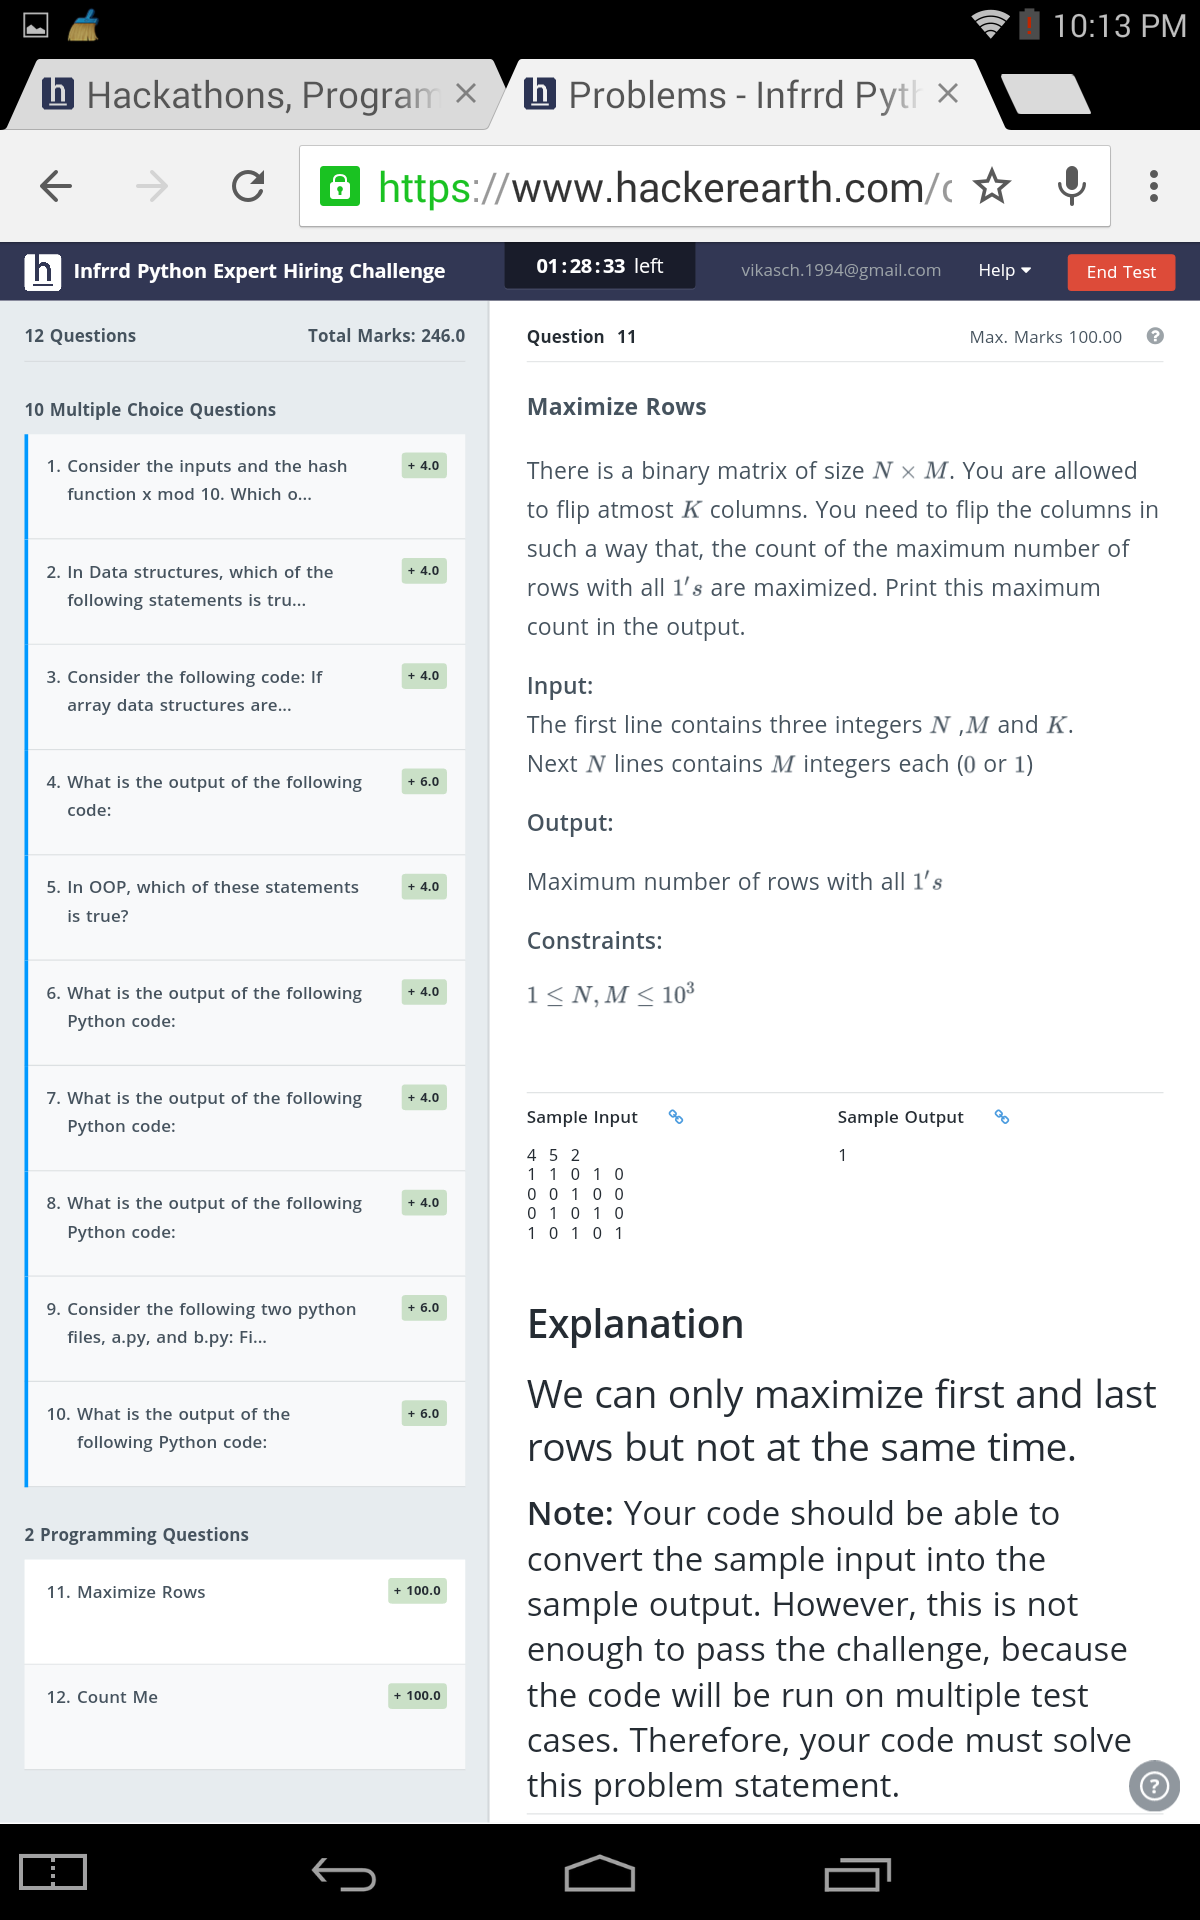 10:13 PM
Hackathons, Program
Problems - Infrrd Pyth
https://www.hackerearth.com/c
Infrrd Python Expert Hiring Challenge
01:28:33 left
vikasch.1994@gmail.com
Help
End Test
12 Questions
Total Marks: 246.0
10 Multiple Choice Questions
1. Consider the inputs and the hash
function x mod 10. Which o...
+ 4.0
2. In Data structures, which of the
following statements is tru...
+ 4.0
3. Consider the following code: If
array data structures are...
+ 4.0
4. What is the output of the following
code:
+ 6.0
5. In OOP, which of these statements
is true?
+ 4.0
6. What is the output of the following
Python code:
+ 4.0
7. What is the output of the following
Python code:
+ 4.0
8. What is the output of the following
Python code:
+ 4.0
9. Consider the following two python
files, a.py, and b.py: Fi...
+ 6.0
10. What is the output of the
following Python code:
+ 6.0
2 Programming Questions
11. Maximize Rows
+ 100.0
12. Count Me
+ 100.0
Question 11
Max. Marks 100.00
?
Maximize Rows
There is a binary matrix of size N × M. You are allowed
to flip atmost K columns. You need to flip the columns in
such a way that, the count of the maximum number of
rows with all 1's are maximized. Print this maximum
count in the output.
Input:
The first line contains three integers N ,M and K.
Next N lines contains M integers each (0 or 1)
Output:
Maximum number of rows with all 1's
Constraints:
1 ≤ N, M ≤ 10³
Sample Input
4 5 2
1 1 0 1 0
0 0 1 0 0
0 1 0 1 0
1 0 1 0 1
Sample Output
1
Explanation
We can only maximize first and last
rows but not at the same time.
Note: Your code should be able to
convert the sample input into the
sample output. However, this is not
enough to pass the challenge, because
the code will be run on multiple test
cases. Therefore, your code must solve
this problem statement.
?